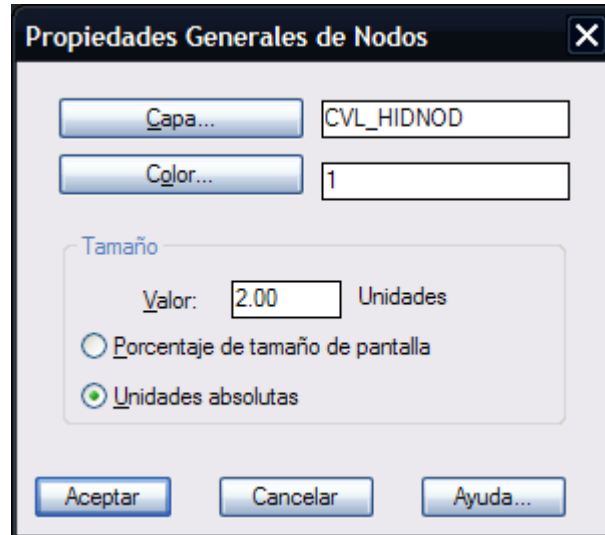 Propiedades Generales de Nodos
Capa... CVL_HIDNOD
Color... 1
Tamaño
Valor: 2.00 Unidades
Porcentaje de tamaño de pantalla
Unidades absolutas
Aceptar Cancelar Ayuda...